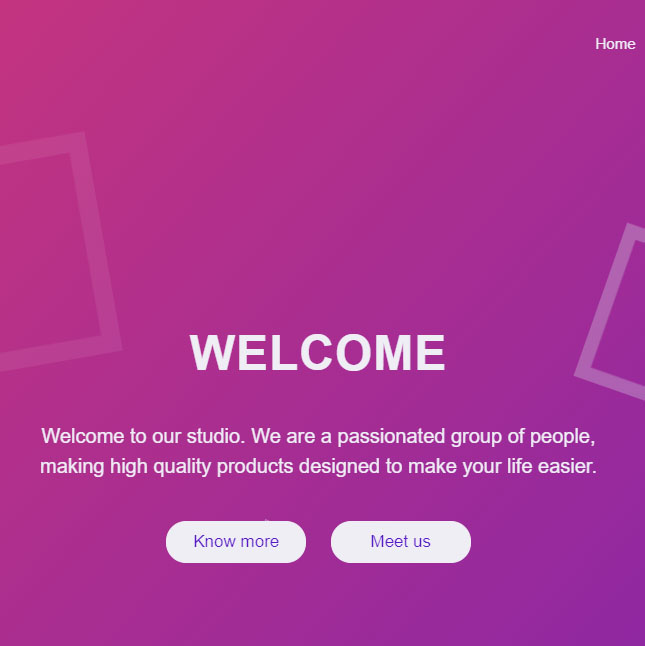 Home
WELCOME
Welcome to our studio. We are a passionated group of people,
making high quality products designed to make your life easier.
Know more
Meet us